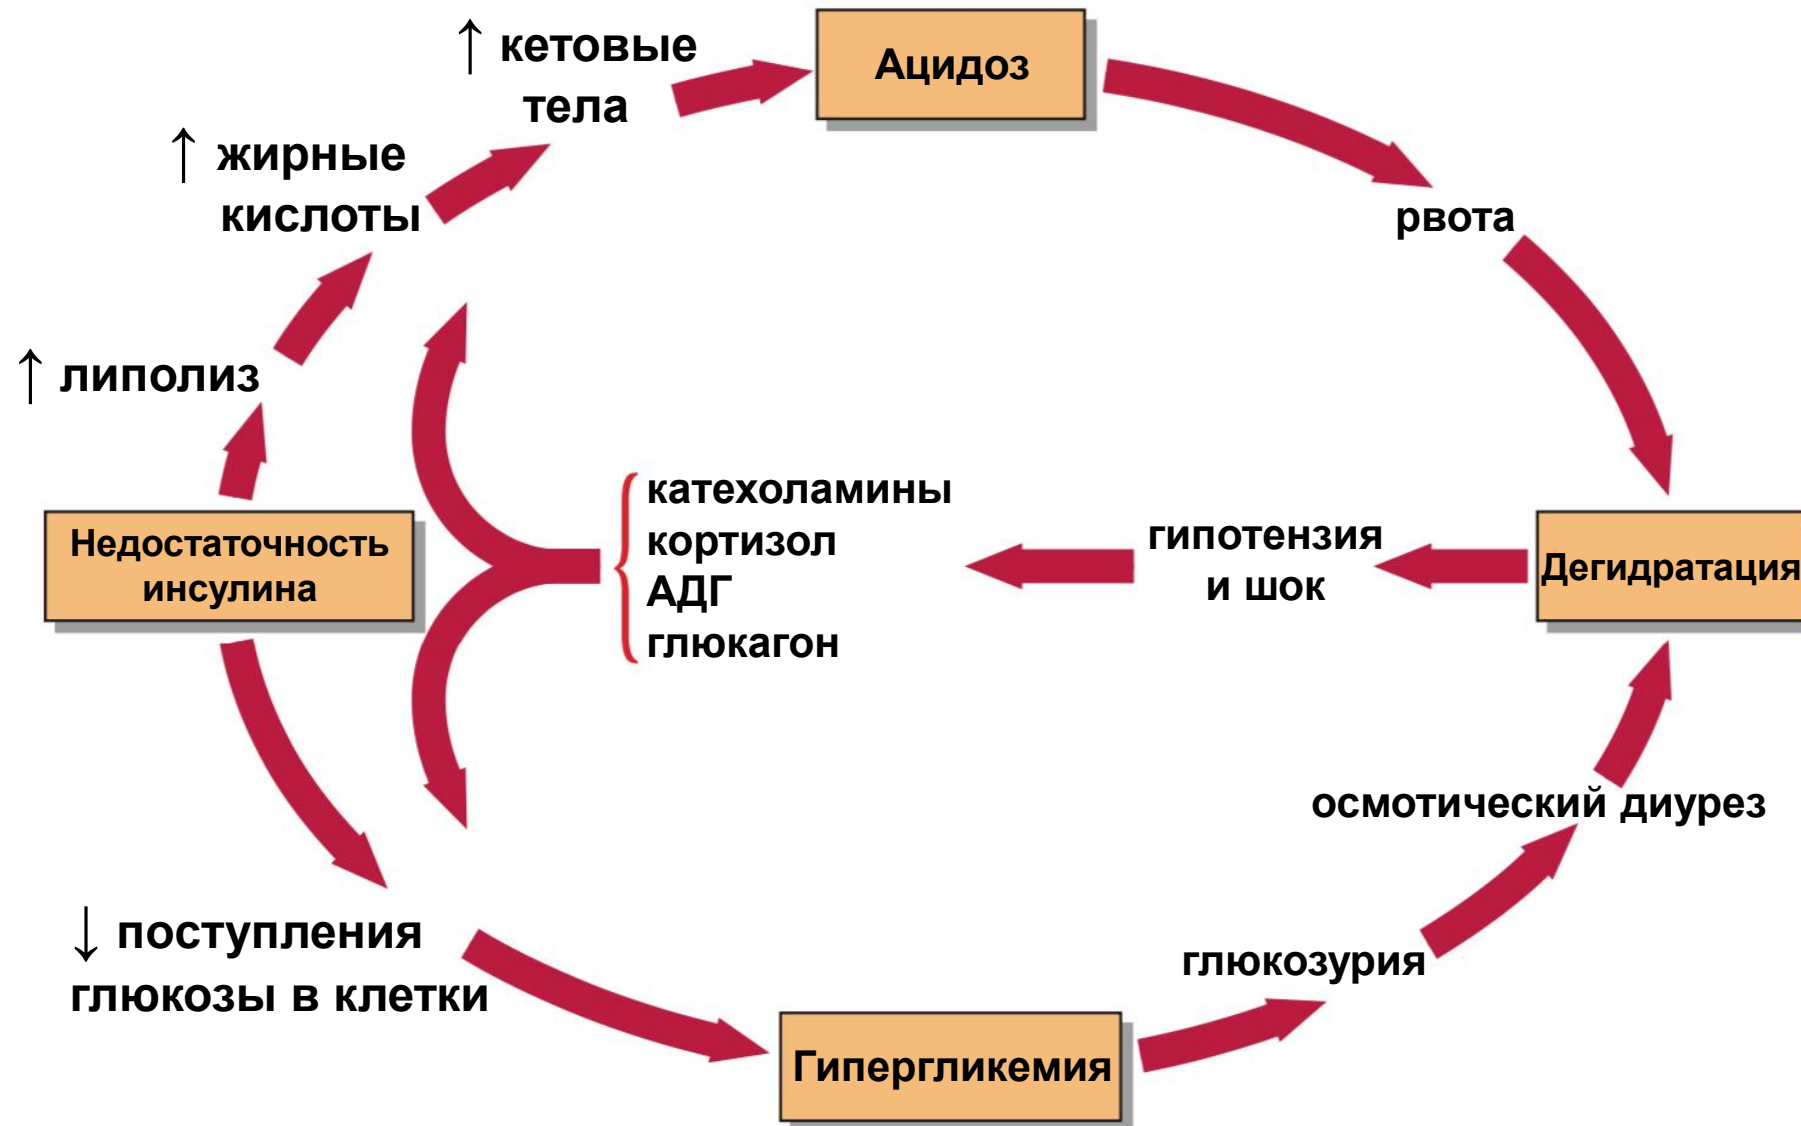 ↑ кетовые
тела
Ацидоз
↑ жирные
кислоты
рвота
↑ липолиз
Недостаточность
инсулина
катехоламины
кортизол
АДГ
глюкагон
гипотензия
и шок
Дегидратация
осмотический диурез
↓ поступления
глюкозы в клетки
глюкозурия
Гипергликемия